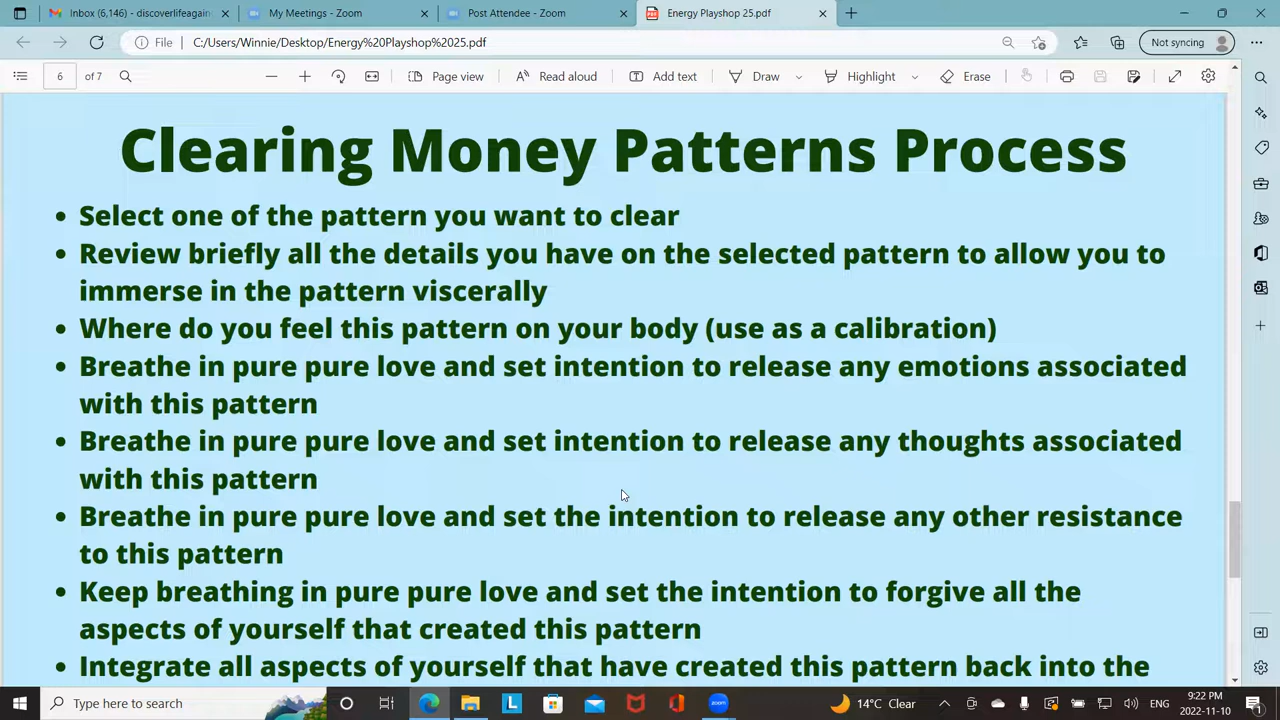 Inbox (6,146) - discoverlifeagain
My Meetings - Zoom
Post Attendee - Zoom
Energy Playshop 25.pdf
File
C:/Users/Winnie/Desktop/Energy%20Playshop%2025.pdf
Not syncing
6 of 7
Page view
Read aloud
Add text
Draw
Highlight
Erase
Clearing Money Patterns Process
• Select one of the pattern you want to clear
• Review briefly all the details you have on the selected pattern to allow you to
immerse in the pattern viscerally
• Where do you feel this pattern on your body (use as a calibration)
• Breathe in pure pure love and set intention to release any emotions associated
with this pattern
• Breathe in pure pure love and set intention to release any thoughts associated
with this pattern
• Breathe in pure pure love and set the intention to release any other resistance
to this pattern
• Keep breathing in pure pure love and set the intention to forgive all the
aspects of yourself that created this pattern
• Integrate all aspects of yourself that have created this pattern back into the
Type here to search
L
zoom
14°C Clear
ENG
9:22 PM
2022-11-10
1